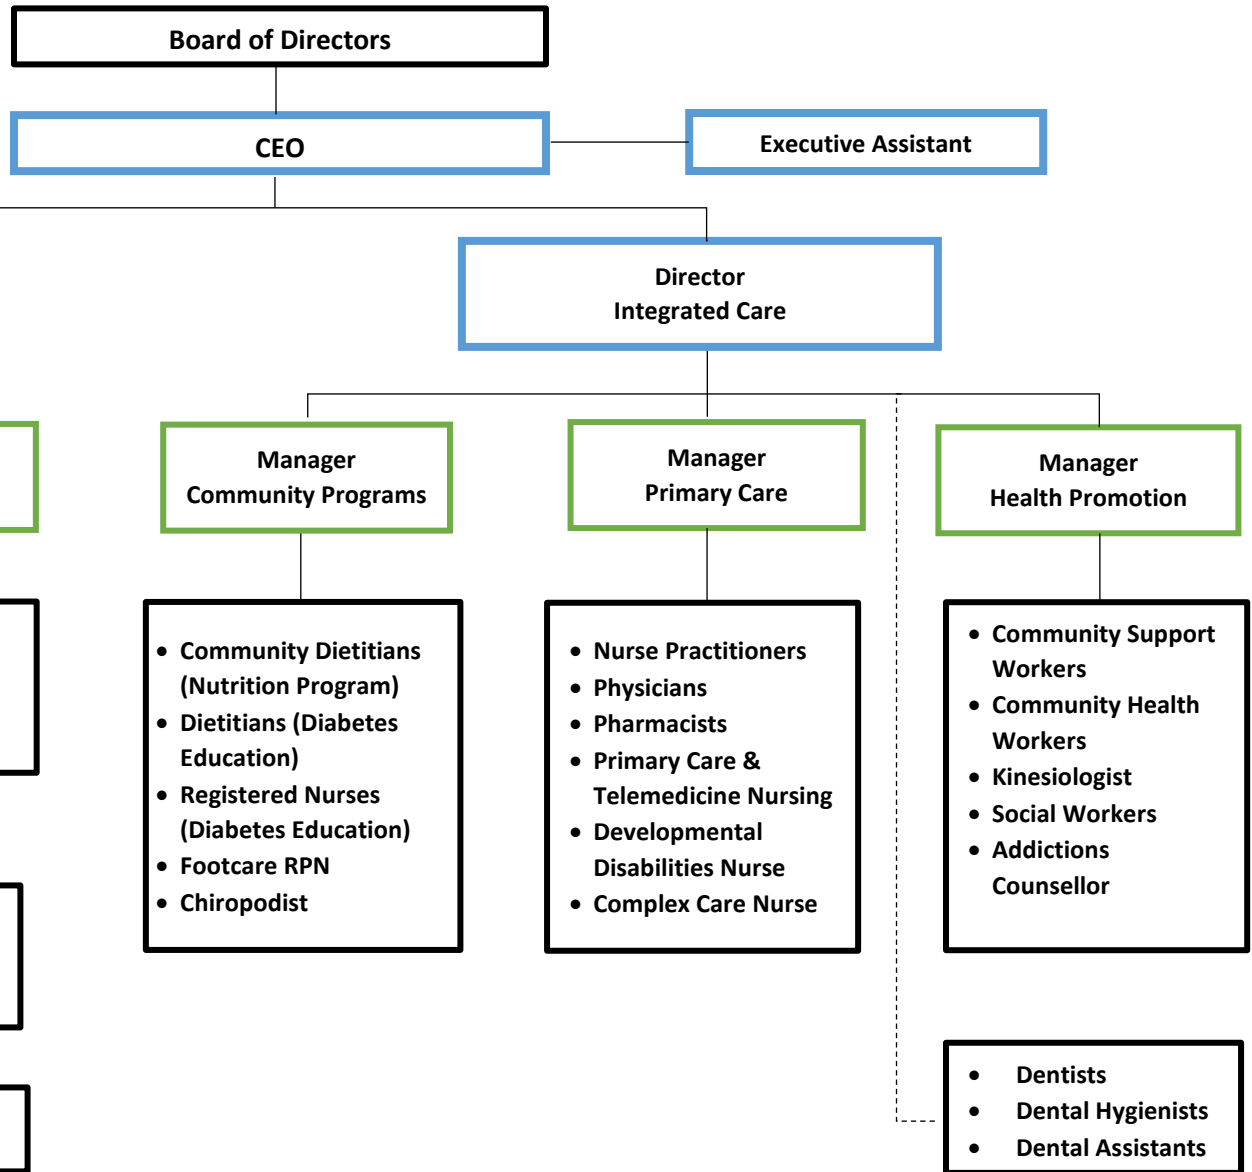 Board of Directors
CEO
Executive Assistant
Director
Integrated Care
Manager
Community Programs
Manager
Primary Care
Manager
Health Promotion
• Community Dietitians
(Nutrition Program)
• Dietitians (Diabetes
Education)
• Registered Nurses
(Diabetes Education)
• Footcare RPN
• Chiropodist
• Nurse Practitioners
• Physicians
• Pharmacists
• Primary Care &
Telemedicine Nursing
• Developmental
Disabilities Nurse
• Complex Care Nurse
• Community Support
Workers
• Community Health
Workers
• Kinesiologist
• Social Workers
• Addictions
Counsellor
• Dentists
• Dental Hygienists
• Dental Assistants